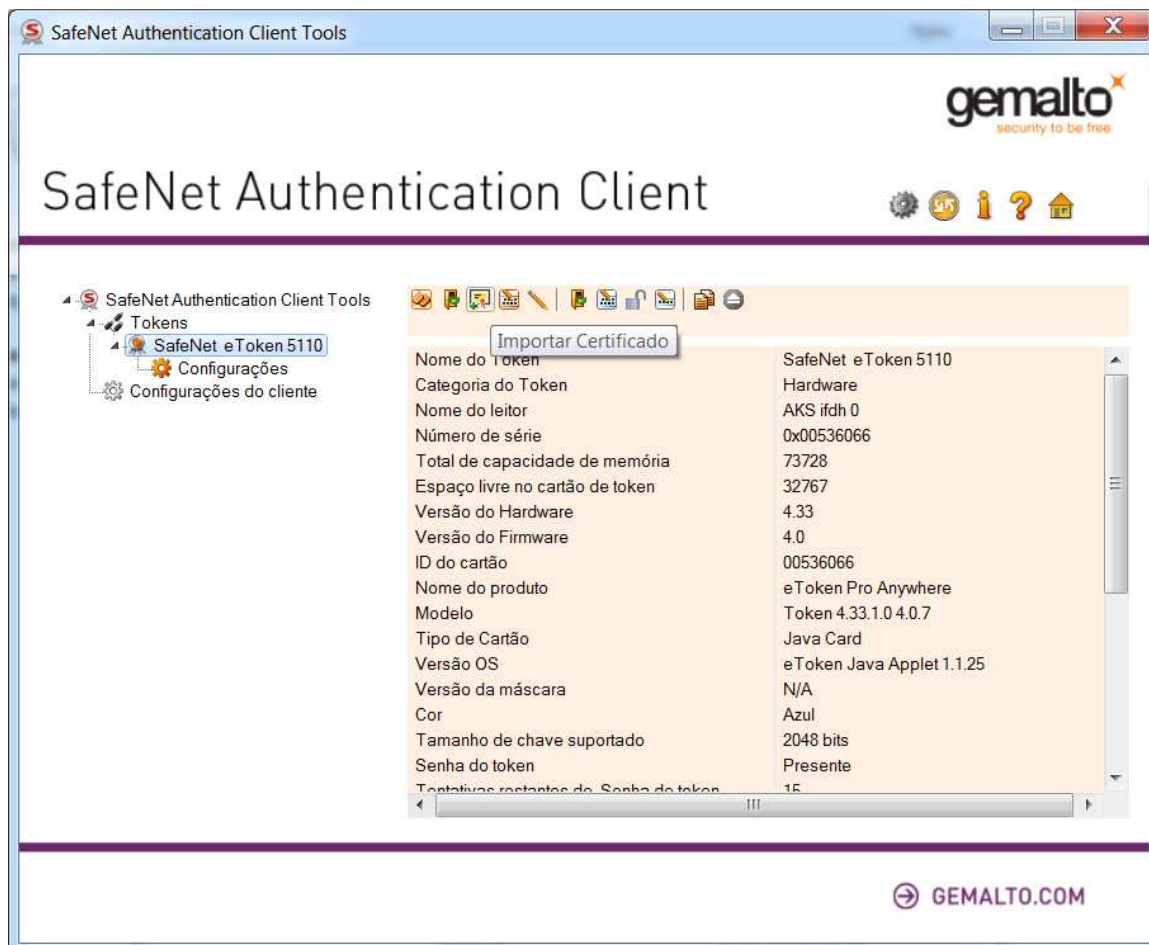 SafeNet Authentication Client Tools
gemalto
security to be free
SafeNet Authentication Client
SafeNet Authentication Client Tools
Tokens
SafeNet eToken 5110
Configurações
Configurações do cliente
Importar Certificado
Nome do Token SafeNet eToken 5110
Categoria do Token Hardware
Nome do leitor AKS ifdh 0
Número de série 0x00536066
Total de capacidade de memória 73728
Espaço livre no cartão de token 32767
Versão do Hardware 4.33
Versão do Firmware 4.0
ID do cartão 00536066
Nome do produto eToken Pro Anywhere
Modelo Token 4.33.1.0 4.0.7
Tipo de Cartão Java Card
Versão OS eToken Java Applet 1.1.25
Versão da máscara N/A
Cor Azul
Tamanho de chave suportado 2048 bits
Senha do token Presente
Tentativas restantes de Senha do token 15
GEMALTO.COM